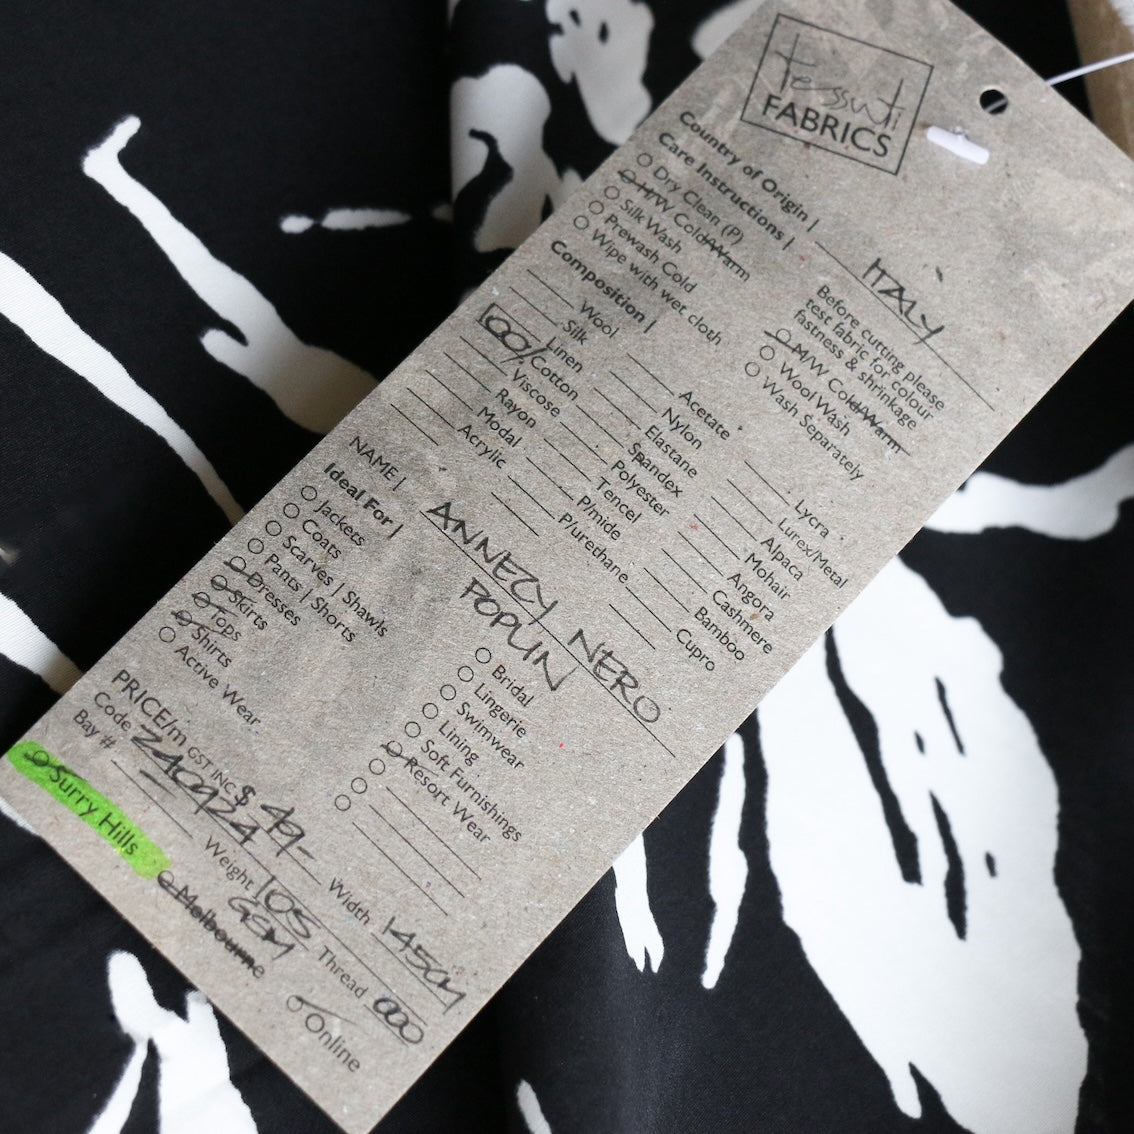 tessuti
FABRICS
Country of Origin | ITALY
Care Instructions |
Dry Clean (P)
H/W Cold/Warm
Silk Wash
Prewash Cold
Wipe with wet cloth
Before cutting please
test fabric for colour
fastness & shrinkage
M/W Cold/Warm
Wool Wash
Wash Separately
Composition |
Wool
Silk
Linen
100% Cotton
Viscose
Rayon
Modal
Acrylic
Acetate
Nylon
Elastane
Spandex
Polyester
Tencel
P/mide
P/urethane
Lycra
Lurex/Metal
Alpaca
Mohair
Angora
Cashmere
Bamboo
Cupro
NAME | ANNECY NERO
POPLIN
Ideal For |
Jackets
Coats
Scarves | Shawls
Pants | Shorts
Dresses
Skirts
Tops
Shirts
Active Wear
Bridal
Lingerie
Swimwear
Lining
Soft Furnishings
Resort Wear
PRICE/m GST INC $ 49-
Width 145CM
Code 240924
Weight 105
GSM
Thread 000
Bay #
Surry Hills
Melbourne
Online